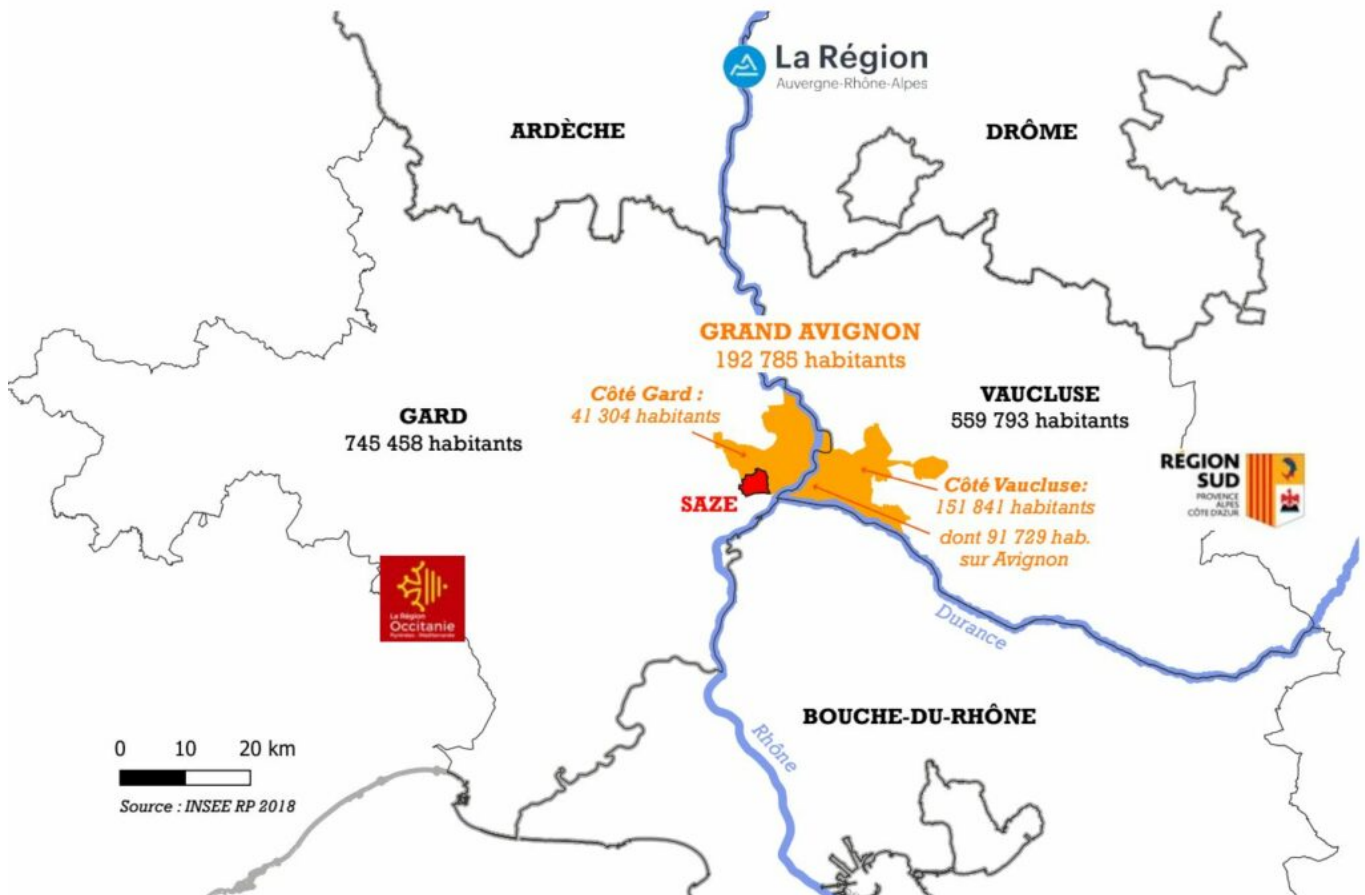 La Région
Auvergne-Rhône-Alpes
ARDÈCHE
DRÔME
GRAND AVIGNON
192 785 habitants
Côté Gard :
41 304 habitants
GARD
745 458 habitants
VAUCLUSE
559 793 habitants
SAZE
Côté Vaucluse:
151 841 habitants
dont 91 729 hab.
sur Avignon
RÉGION
SUD
PROVENCE
ALPES
CÔTE D'AZUR
La Région
Occitanie
Pyrénées - Méditerranée
Durance
BOUCHE-DU-RHÔNE
Rhône
0 10 20 km
Source : INSEE RP 2018